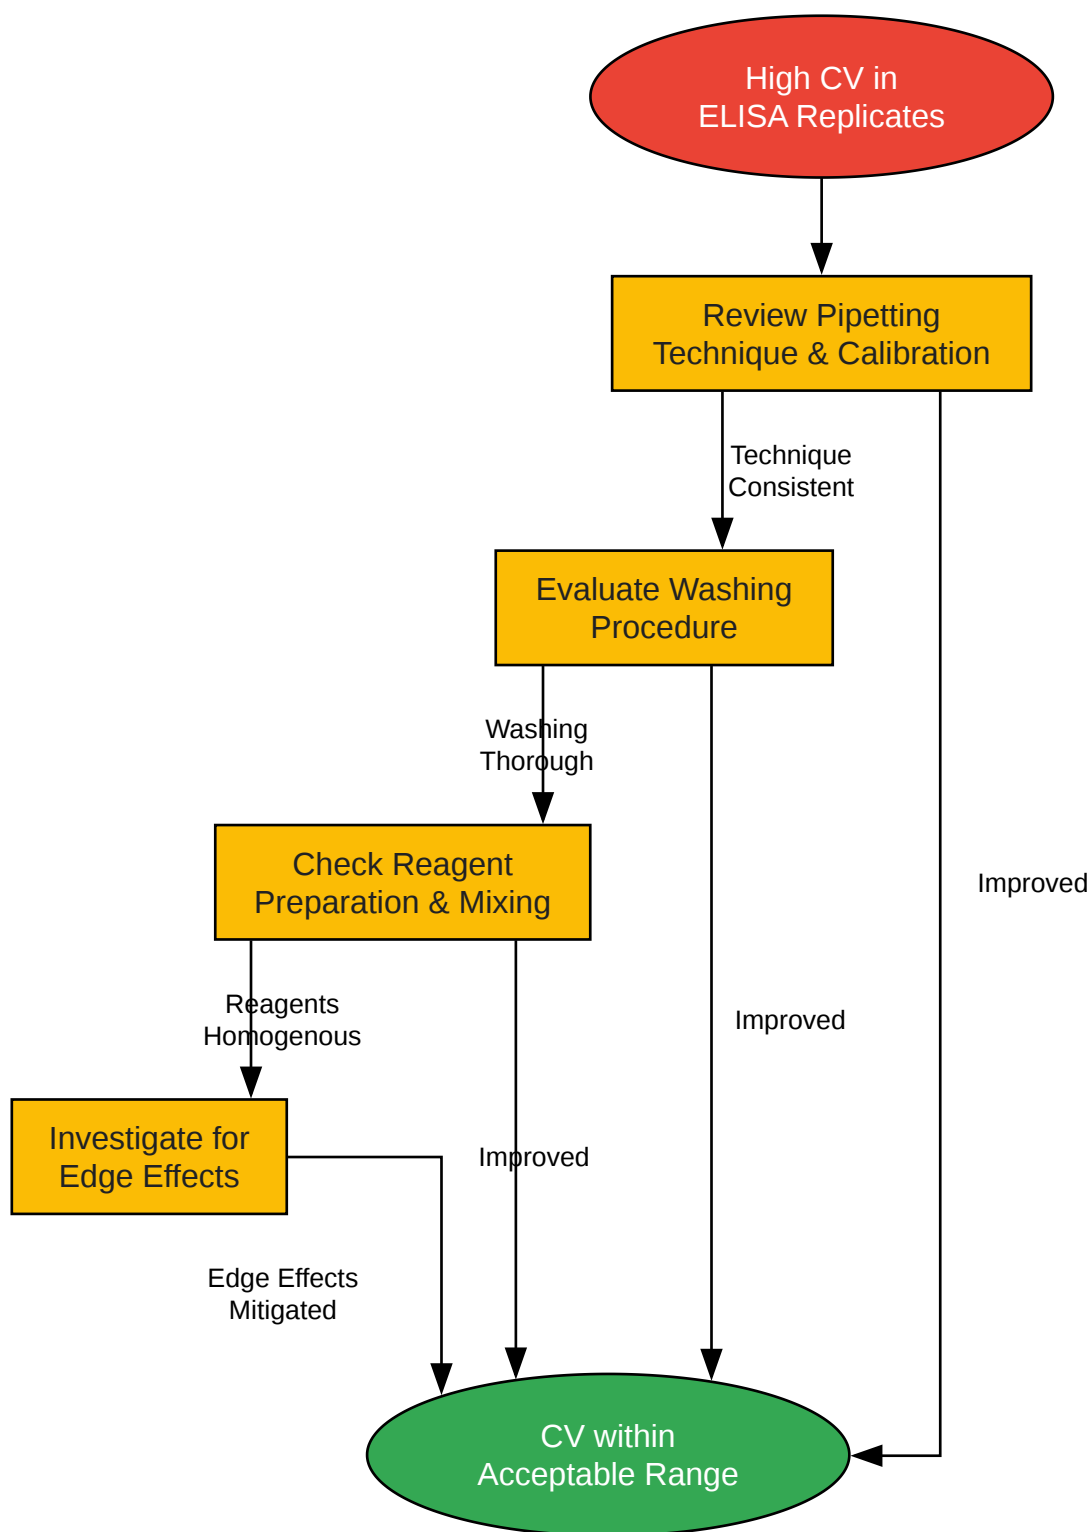 High CV in
ELISA Replicates
Review Pipetting
Technique & Calibration
Technique
Consistent
Evaluate Washing
Procedure
Washing
Thorough
Check Reagent
Preparation & Mixing
Improved
Reagents
Homogenous
Improved
Investigate for
Edge Effects
Improved
Edge Effects
Mitigated
CV within
Acceptable Range